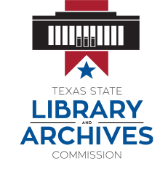 TEXAS STATE
LIBRARY
AND
ARCHIVES
COMMISSION